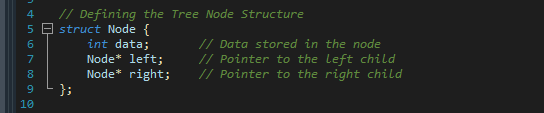 4 // Defining the Tree Node Structure
5 struct Node {
6     int data;       // Data stored in the node
7     Node* left;     // Pointer to the left child
8     Node* right;    // Pointer to the right child
9 };
10